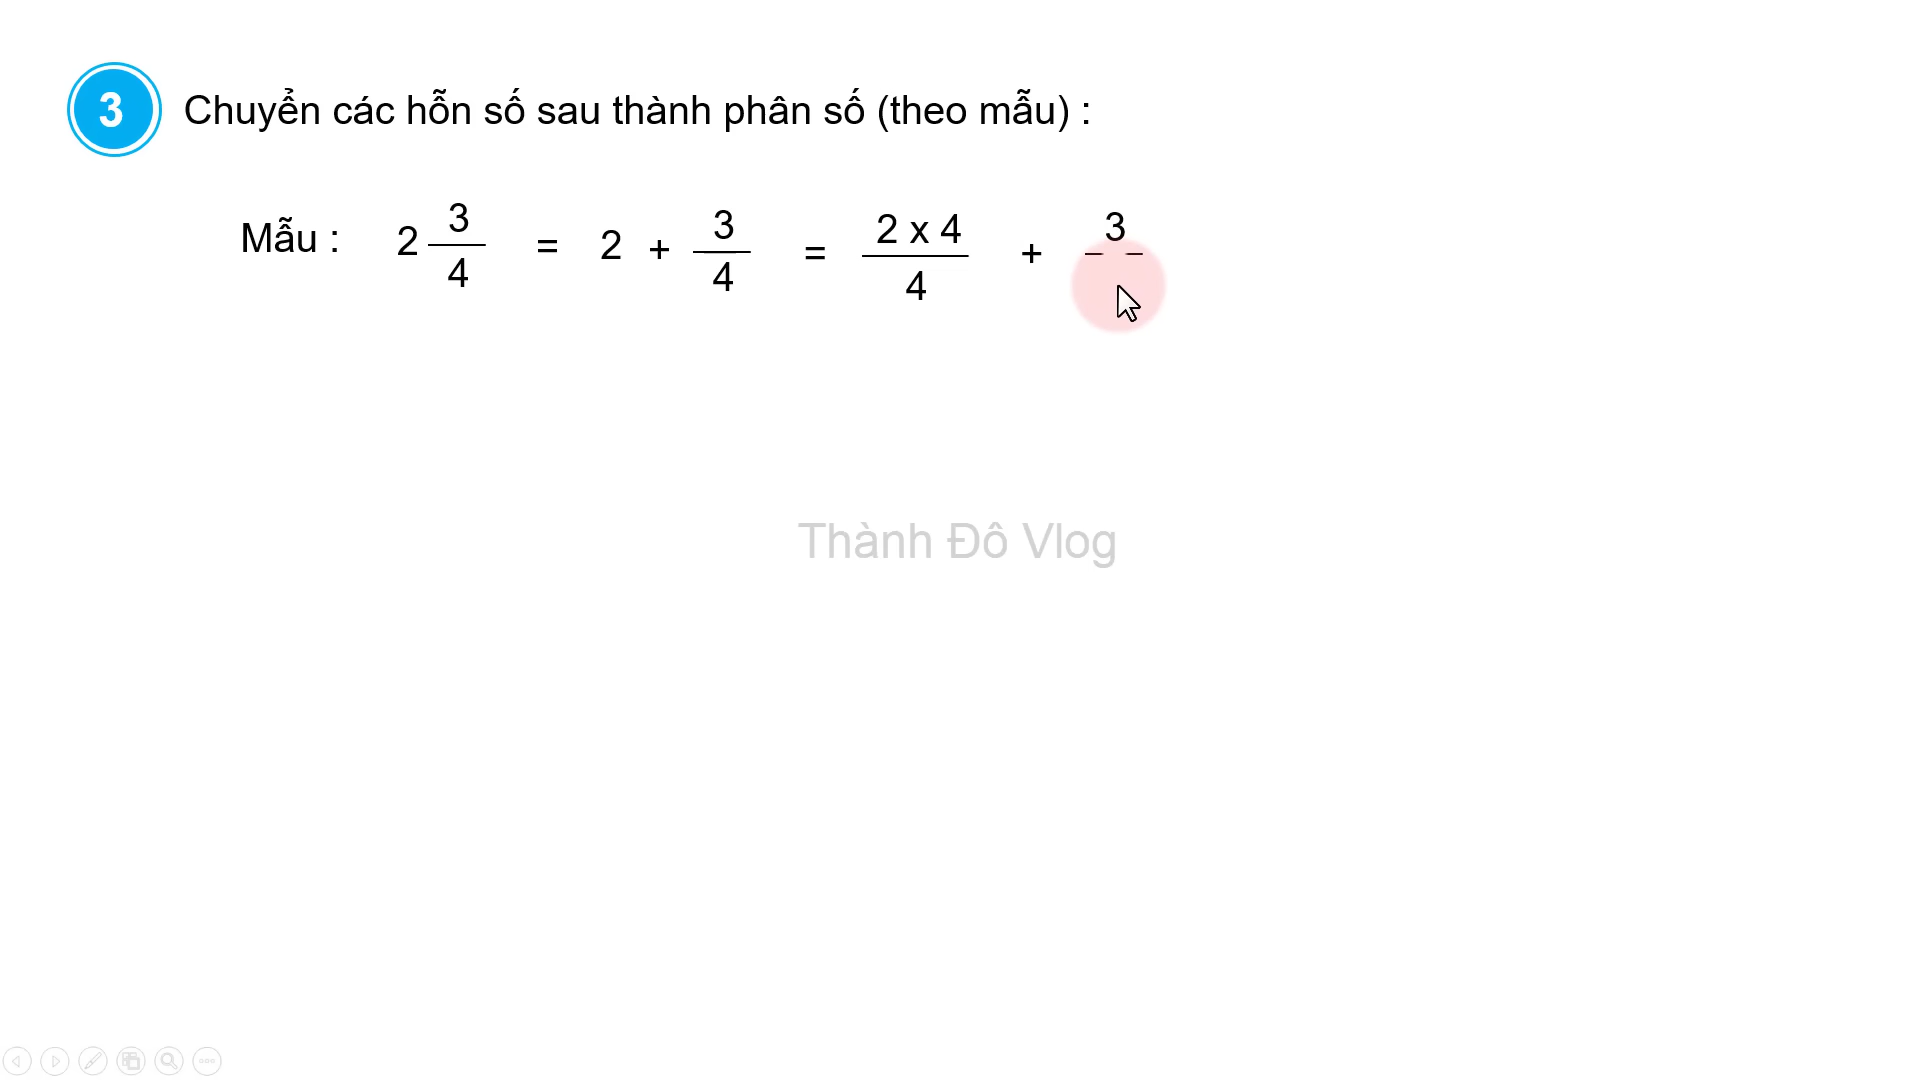 3 Chuyển các hỗn số sau thành phân số (theo mẫu) :
Mẫu : 2 3/4 = 2 + 3/4 = 2 x 4/4 + 3
Thành Đô Vlog